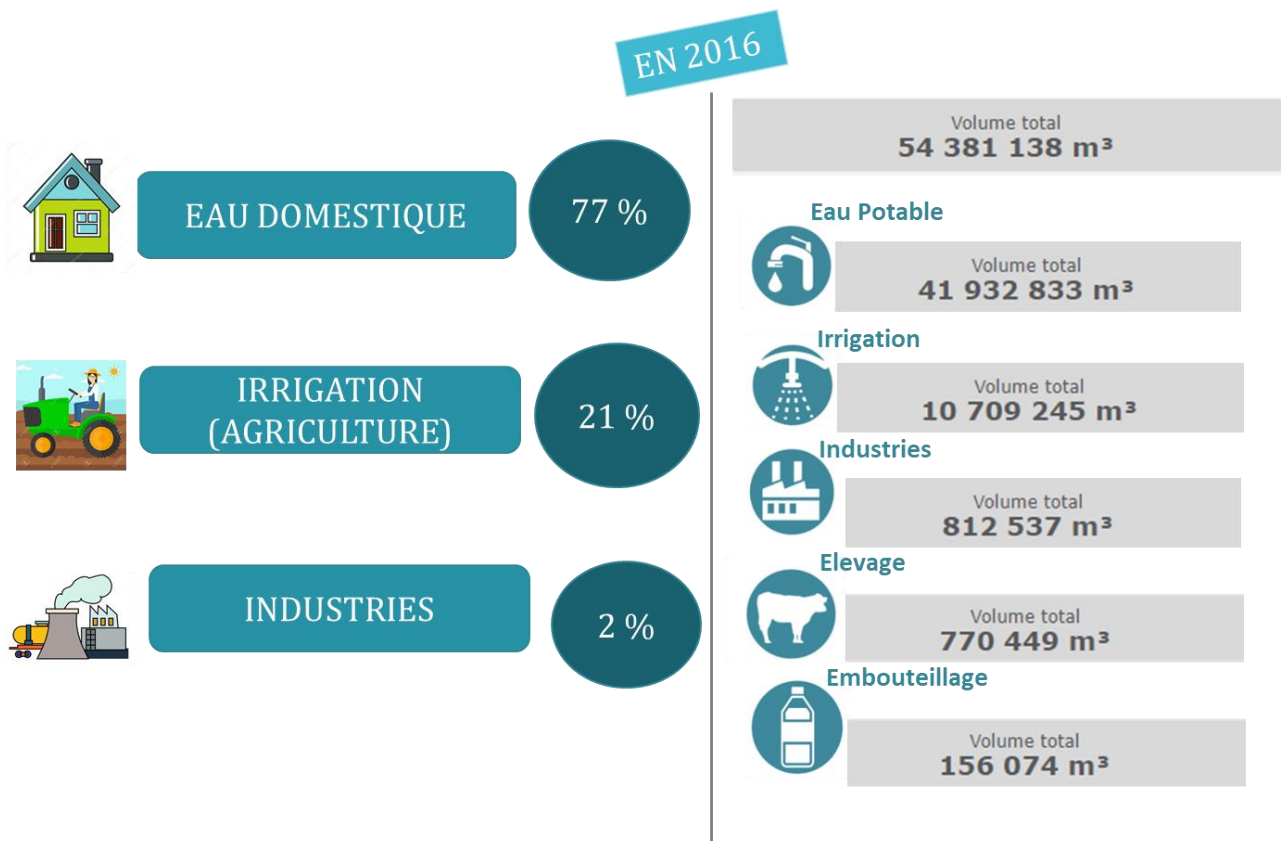 EN 2016
EAU DOMESTIQUE
77 %
IRRIGATION
(AGRICULTURE)
21 %
INDUSTRIES
2 %
Volume total
54 381 138 m³
Eau Potable
Volume total
41 932 833 m³
Irrigation
Volume total
10 709 245 m³
Industries
Volume total
812 537 m³
Elevage
Volume total
770 449 m³
Embouteillage
Volume total
156 074 m³